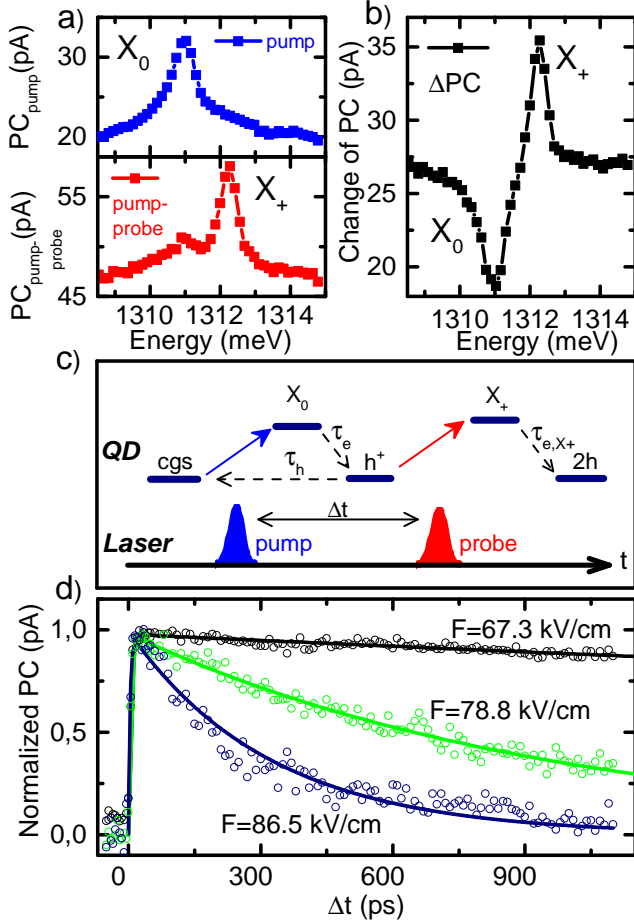 a)
X0
pump
PCpump(pA)
30
20
pump-
probe
X+
PCpump-probe(pA)
55
45
1310 1312 1314
Energy (meV)
b)
ΔPC
X+
X0
Change of PC (pA)
35
30
25
20
1310 1312 1314
Energy (meV)
c)
X0 X+
QD
cgs τh τe h+ τe,X+ 2h
Δt
Laser pump probe t
d)
Normalized PC (pA)
1,0
0,5
0,0
F=67.3 kV/cm
F=78.8 kV/cm
F=86.5 kV/cm
0 300 600 900
Δt (ps)